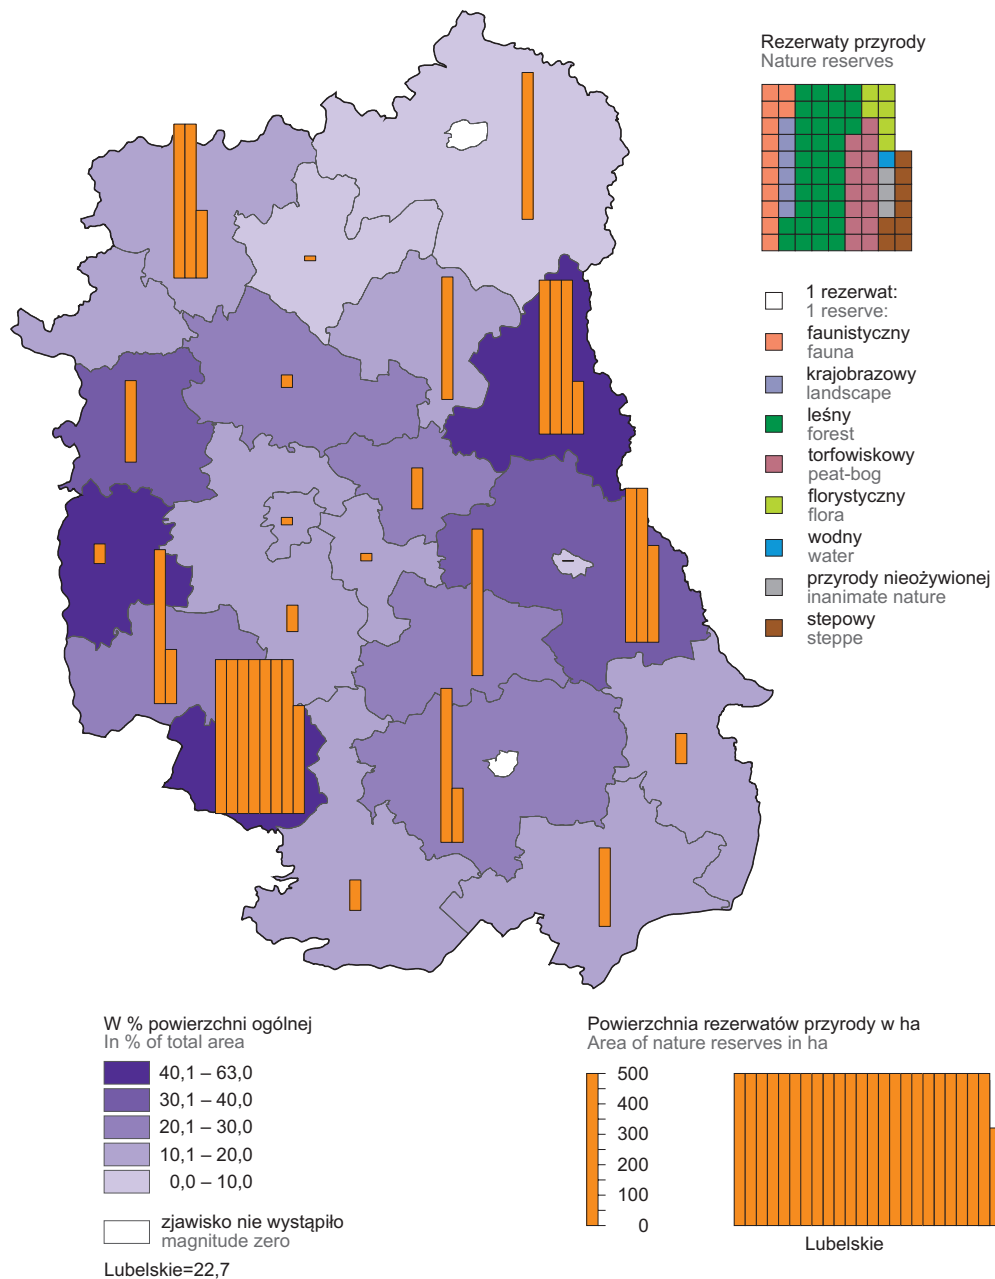 Rezerwaty przyrody
Nature reserves
1 rezerwat:
1 reserve:
faunistyczny
fauna
krajobrazowy
landscape
leśny
forest
torfowiskowy
peat-bog
florystyczny
flora
wodny
water
przyrody nieożywionej
inanimate nature
stepowy
steppe
W % powierzchni ogólnej
In % of total area
40,1 – 63,0
30,1 – 40,0
20,1 – 30,0
10,1 – 20,0
0,0 – 10,0
zjawisko nie wystąpiło
magnitude zero
Lubelskie=22,7
Powierzchnia rezerwatów przyrody w ha
Area of nature reserves in ha
500
400
300
200
100
0
Lubelskie